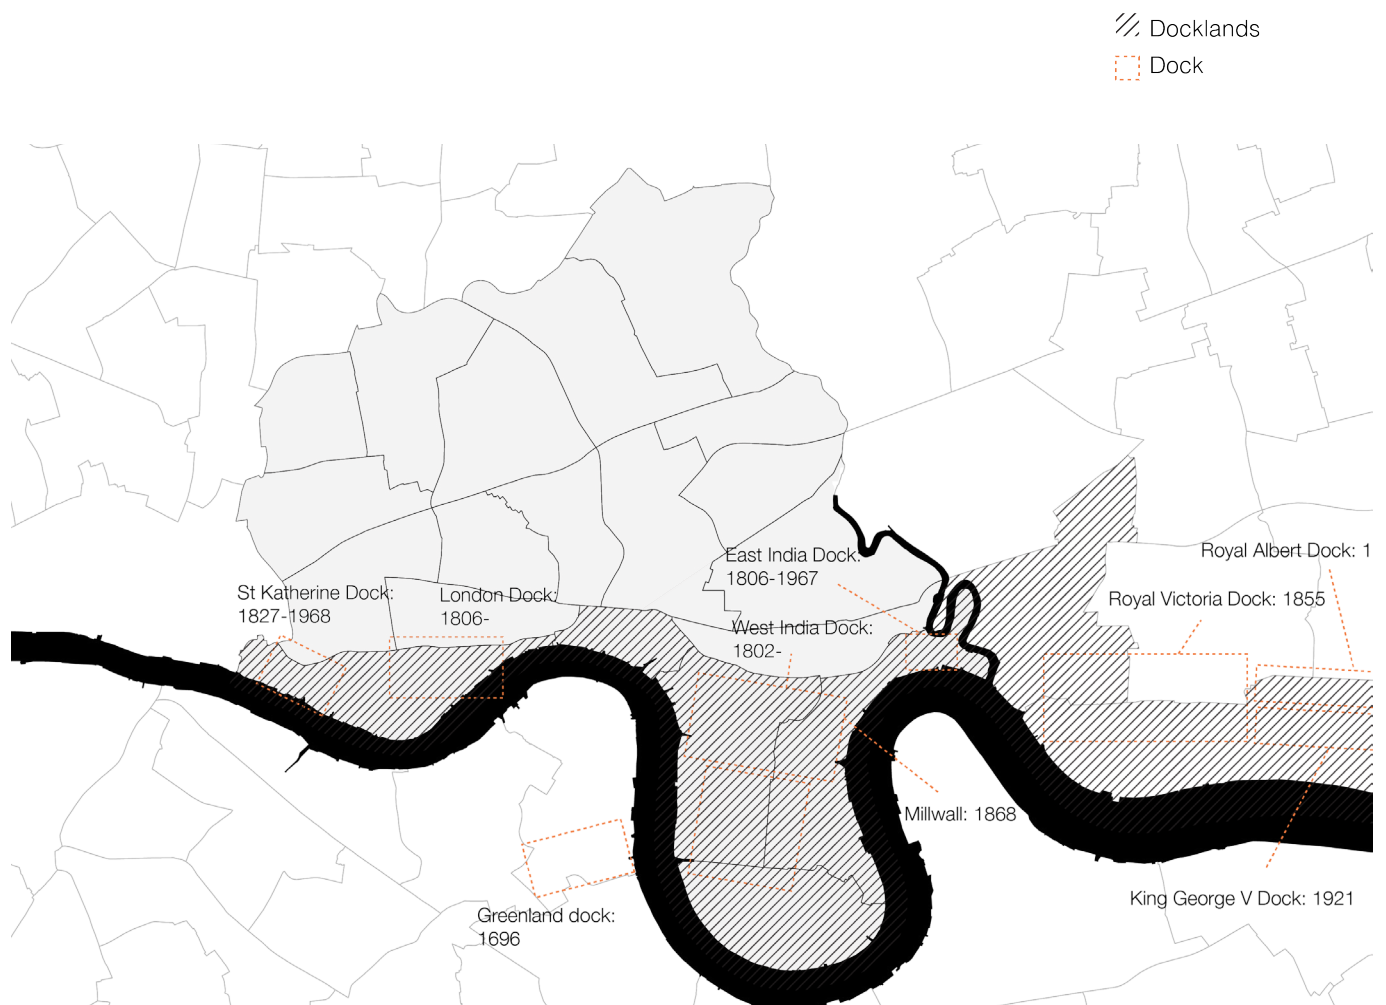 Docklands
Dock
East India Dock:
1806-1967
Royal Albert Dock: 1
St Katherine Dock:
1827-1968
London Dock:
1806-
Royal Victoria Dock: 1855
West India Dock:
1802-
Millwall: 1868
King George V Dock: 1921
Greenland dock:
1696